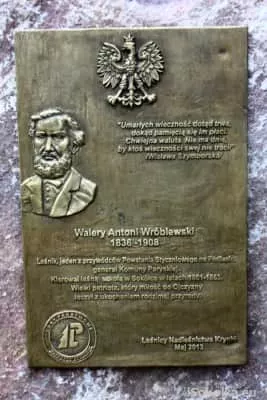 "Umarłych wieczność dotąd trwa,
dokąd pamięcią się im płaci.
Chwiejna waluta. Nie ma dnia,
by ktoś wieczności swej nie tracił"
(Wisława Szymborska)
Walery Antoni Wróblewski
1836 -1908
Leśnik, jeden z przywódców Powstania Styczniowego na Podlasiu,
generał Komuny Paryskiej.
Kierował leśną szkołą w Sokółce w latach 1861-1863.
Wielki patriota, który miłość do Ojczyzny
łączył z ukochaniem rodzimej przyrody.
Leśnicy Nadleśnictwa Krynki
Maj 2013
isokolka.eu